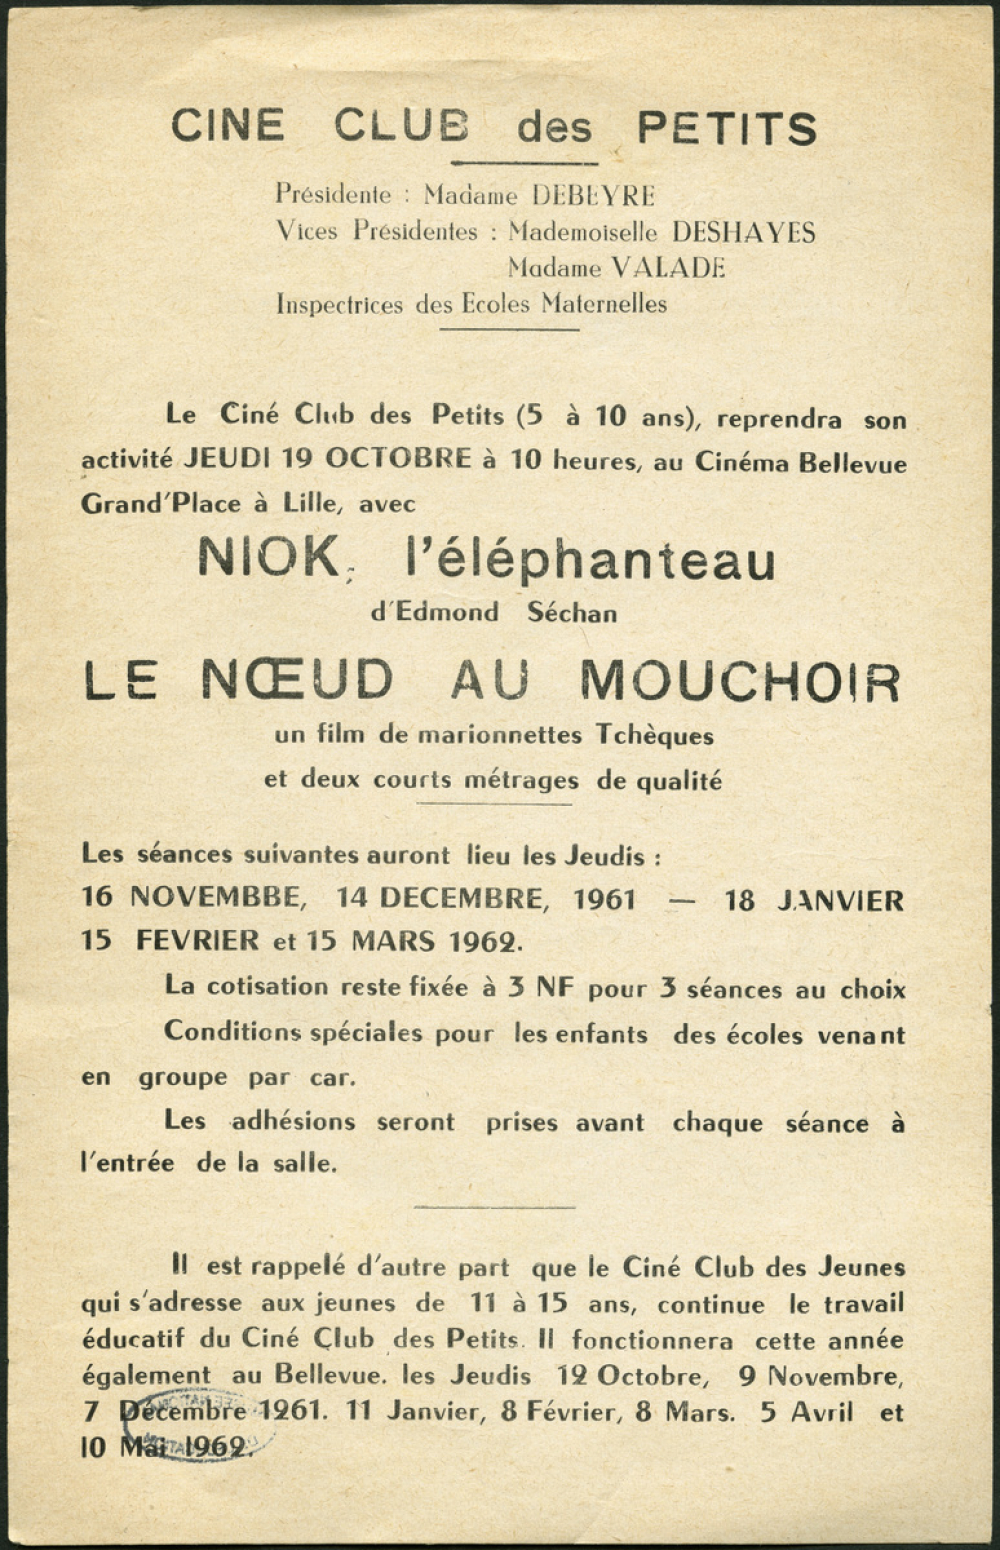 CINE CLUB des PETITS
Présidente : Madame DEBEYRE
Vices Présidentes : Mademoiselle DESHAYES
Madame VALADE
Inspectrices des Ecoles Maternelles
Le Ciné Club des Petits (5 à 10 ans), reprendra son
activité JEUDI 19 OCTOBRE à 10 heures, au Cinéma Bellevue
Grand'Place à Lille, avec
NIOK, l'éléphanteau
d'Edmond Séchan
LE NŒUD AU MOUCHOIR
un film de marionnettes Tchèques
et deux courts métrages de qualité
Les séances suivantes auront lieu les Jeudis :
16 NOVEMBBE, 14 DECEMBRE, 1961 — 18 JANVIER
15 FEVRIER et 15 MARS 1962.
La cotisation reste fixée à 3 NF pour 3 séances au choix
Conditions spéciales pour les enfants des écoles venant
en groupe par car.
Les adhésions seront prises avant chaque séance à
l'entrée de la salle.
Il est rappelé d'autre part que le Ciné Club des Jeunes
qui s'adresse aux jeunes de 11 à 15 ans, continue le travail
éducatif du Ciné Club des Petits. Il fonctionnera cette année
également au Bellevue. les Jeudis 12 Octobre, 9 Novembre,
7 Décembre 1961. 11 Janvier, 8 Février, 8 Mars. 5 Avril et
10 Mai 1962.